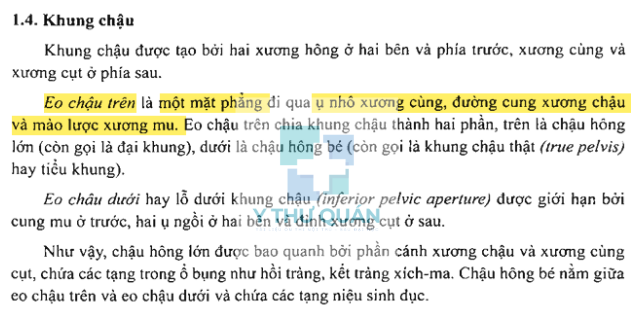 1.4. Khung chậu
Khung chậu được tạo bởi hai xương hông ở hai bên và phía trước, xương cùng và
xương cụt ở phía sau.
Eo chậu trên là một mặt phẳng đi qua ụ nhô xương cùng, đường cung xương chậu
và mào lược xương mu. Eo chậu trên chia khung chậu thành hai phần, trên là chậu hông
lớn (còn gọi là đại khung), dưới là chậu hông bé (còn gọi là khung chậu thật (true pelvis)
hay tiểu khung).
Eo chậu dưới hay lỗ dưới khung chậu (inferior pelvic aperture) được giới hạn bởi
cung mu ở trước, hai ụ ngồi ở hai bên và đỉnh xương cụt ở sau.
Y THƯ QUÁN
Như vậy, chậu hông lớn được bao quanh bởi phần cánh xương chậu và xương cùng
cụt, chứa các tạng trong ổ bụng như hồi tràng, kết tràng xích-ma. Chậu hông bé nằm giữa
eo chậu trên và eo chậu dưới và chứa các tạng niệu sinh dục.